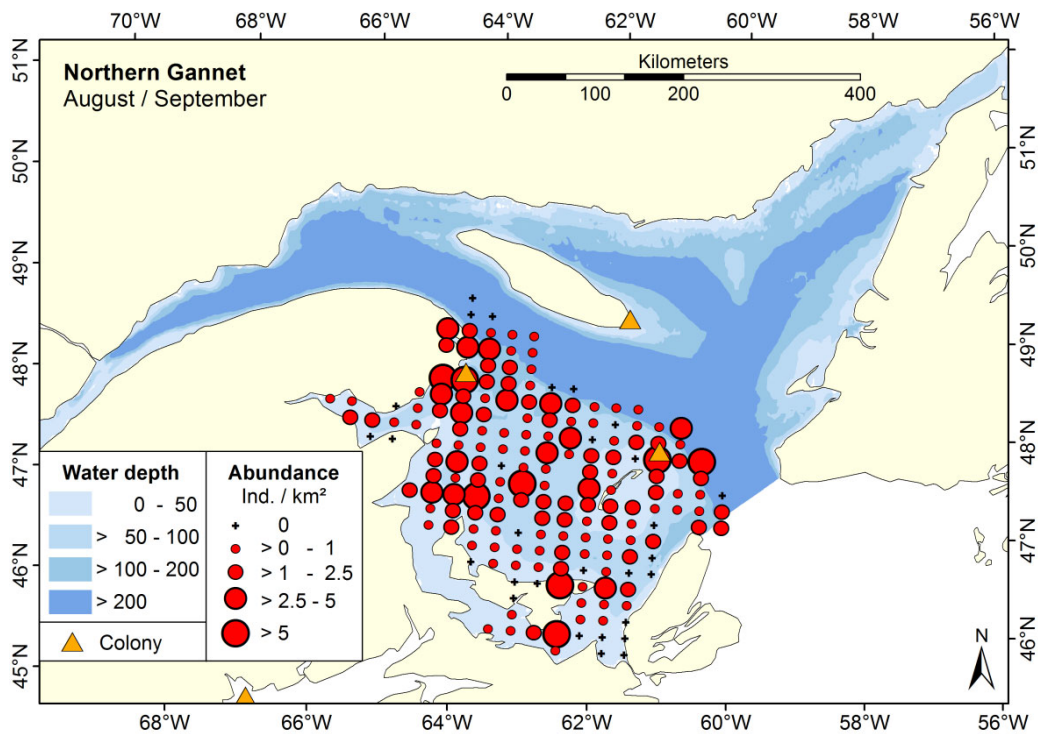 70°W 68°W 66°W 64°W 62°W 60°W 58°W 56°W
Northern Gannet
August / September
Kilometers
0 100 200 400
51°N
50°N
49°N
48°N
47°N
46°N
45°N
51°N
50°N
49°N
48°N
47°N
46°N
Water depth
0 - 50
> 50 - 100
> 100 - 200
> 200
Colony
Abundance
Ind. / km²
0
> 0 - 1
> 1 - 2.5
> 2.5 - 5
> 5
N
68°W 66°W 64°W 62°W 60°W 58°W 56°W